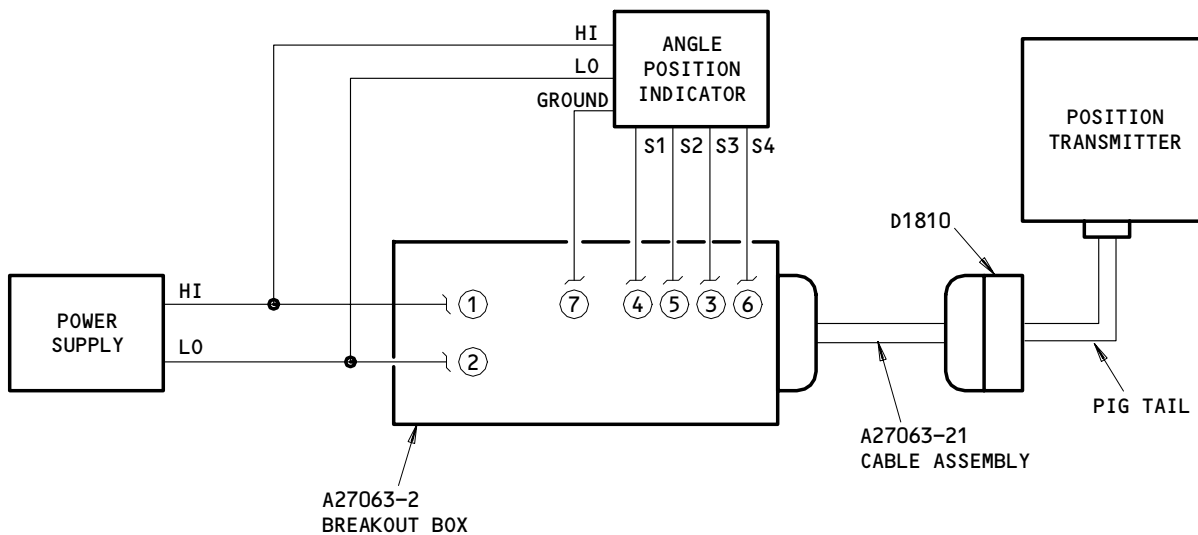 HI
LO
GROUND
ANGLE
POSITION
INDICATOR
S1 S2 S3 S4
POSITION
TRANSMITTER
D1810
POWER
SUPPLY
HI
LO
1
2
7 4 5 3 6
PIG TAIL
A27063-21
CABLE ASSEMBLY
A27063-2
BREAKOUT BOX